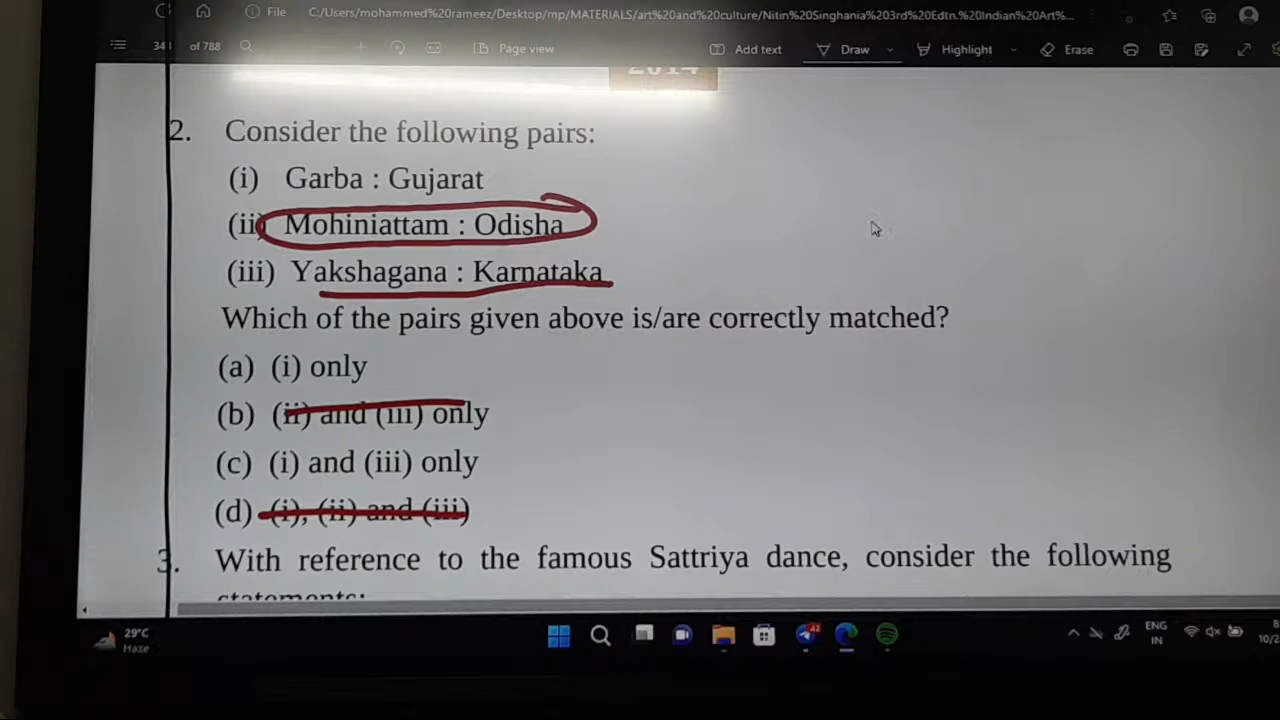 File C:/Users/mohammed%20rameez/Desktop/mp/MATERIALS/art%20and%20culture/Nitin%20Singhania%203rd%20Edtn.%20Indian%20Art%...
of 788 Page view Add text Draw Highlight Erase
2014
2. Consider the following pairs:
(i) Garba : Gujarat
(ii) Mohiniattam : Odisha
(iii) Yakshagana : Karnataka
Which of the pairs given above is/are correctly matched?
(a) (i) only
(b) (ii) and (iii) only
(c) (i) and (iii) only
(d) (i), (ii) and (iii)
3. With reference to the famous Sattriya dance, consider the following
statements:
29°C
Haze
ENG
IN